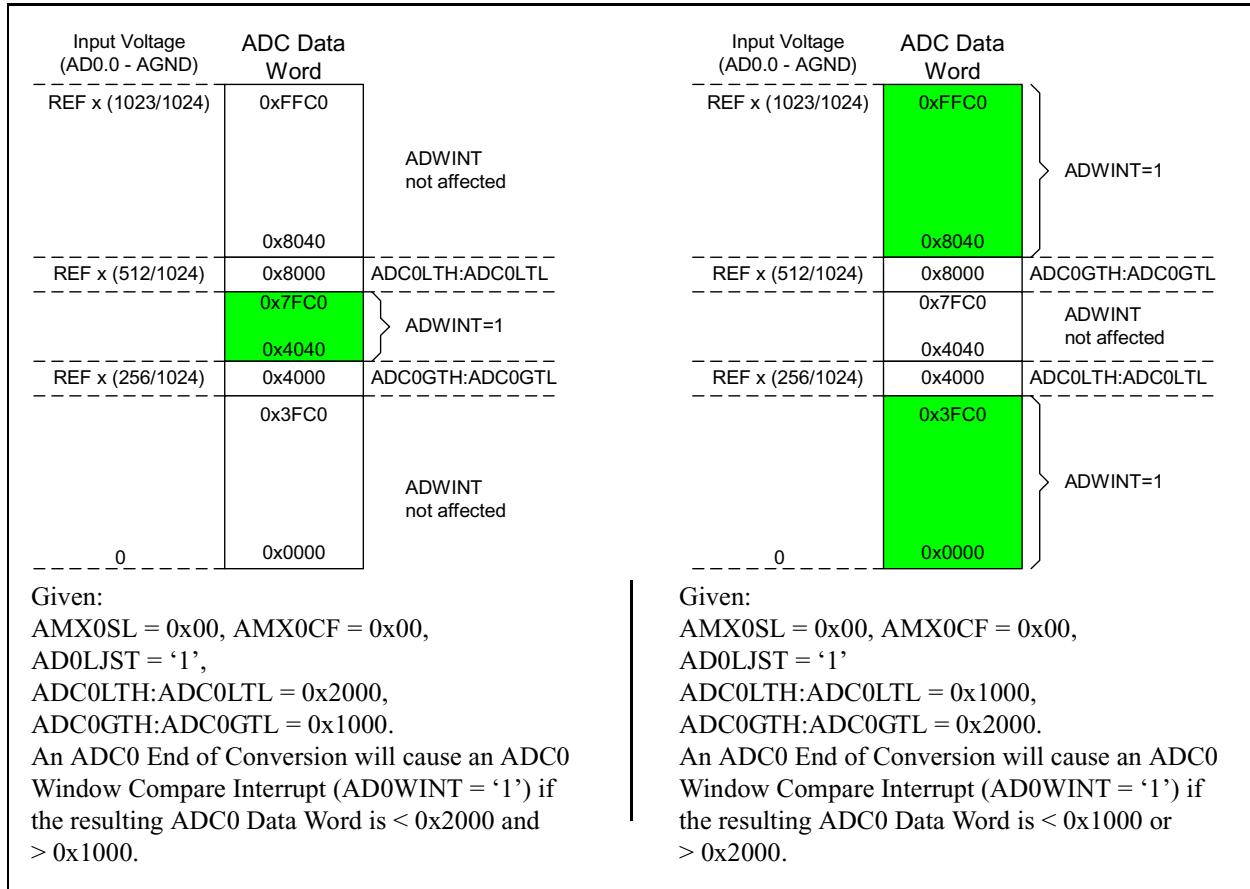 Input Voltage
(AD0.0 - AGND)
ADC Data
Word
REF x (1023/1024)
0xFFC0
ADWINT
not affected
0x8040
REF x (512/1024)
0x8000
ADC0LTH:ADC0LTL
0x7FC0
ADWINT=1
0x4040
REF x (256/1024)
0x4000
ADC0GTH:ADC0GTL
0x3FC0
ADWINT
not affected
0
0x0000
Given:
AMX0SL = 0x00, AMX0CF = 0x00,
AD0LJST = ‘1’,
ADC0LTH:ADC0LTL = 0x2000,
ADC0GTH:ADC0GTL = 0x1000.
An ADC0 End of Conversion will cause an ADC0
Window Compare Interrupt (AD0WINT = ‘1’) if
the resulting ADC0 Data Word is < 0x2000 and
> 0x1000.
Input Voltage
(AD0.0 - AGND)
ADC Data
Word
REF x (1023/1024)
0xFFC0
ADWINT=1
0x8040
REF x (512/1024)
0x8000
ADC0GTH:ADC0GTL
0x7FC0
ADWINT
not affected
0x4040
REF x (256/1024)
0x4000
ADC0LTH:ADC0LTL
0x3FC0
ADWINT=1
0
0x0000
Given:
AMX0SL = 0x00, AMX0CF = 0x00,
AD0LJST = ‘1’
ADC0LTH:ADC0LTL = 0x1000,
ADC0GTH:ADC0GTL = 0x2000.
An ADC0 End of Conversion will cause an ADC0
Window Compare Interrupt (AD0WINT = ‘1’) if
the resulting ADC0 Data Word is < 0x1000 or
> 0x2000.